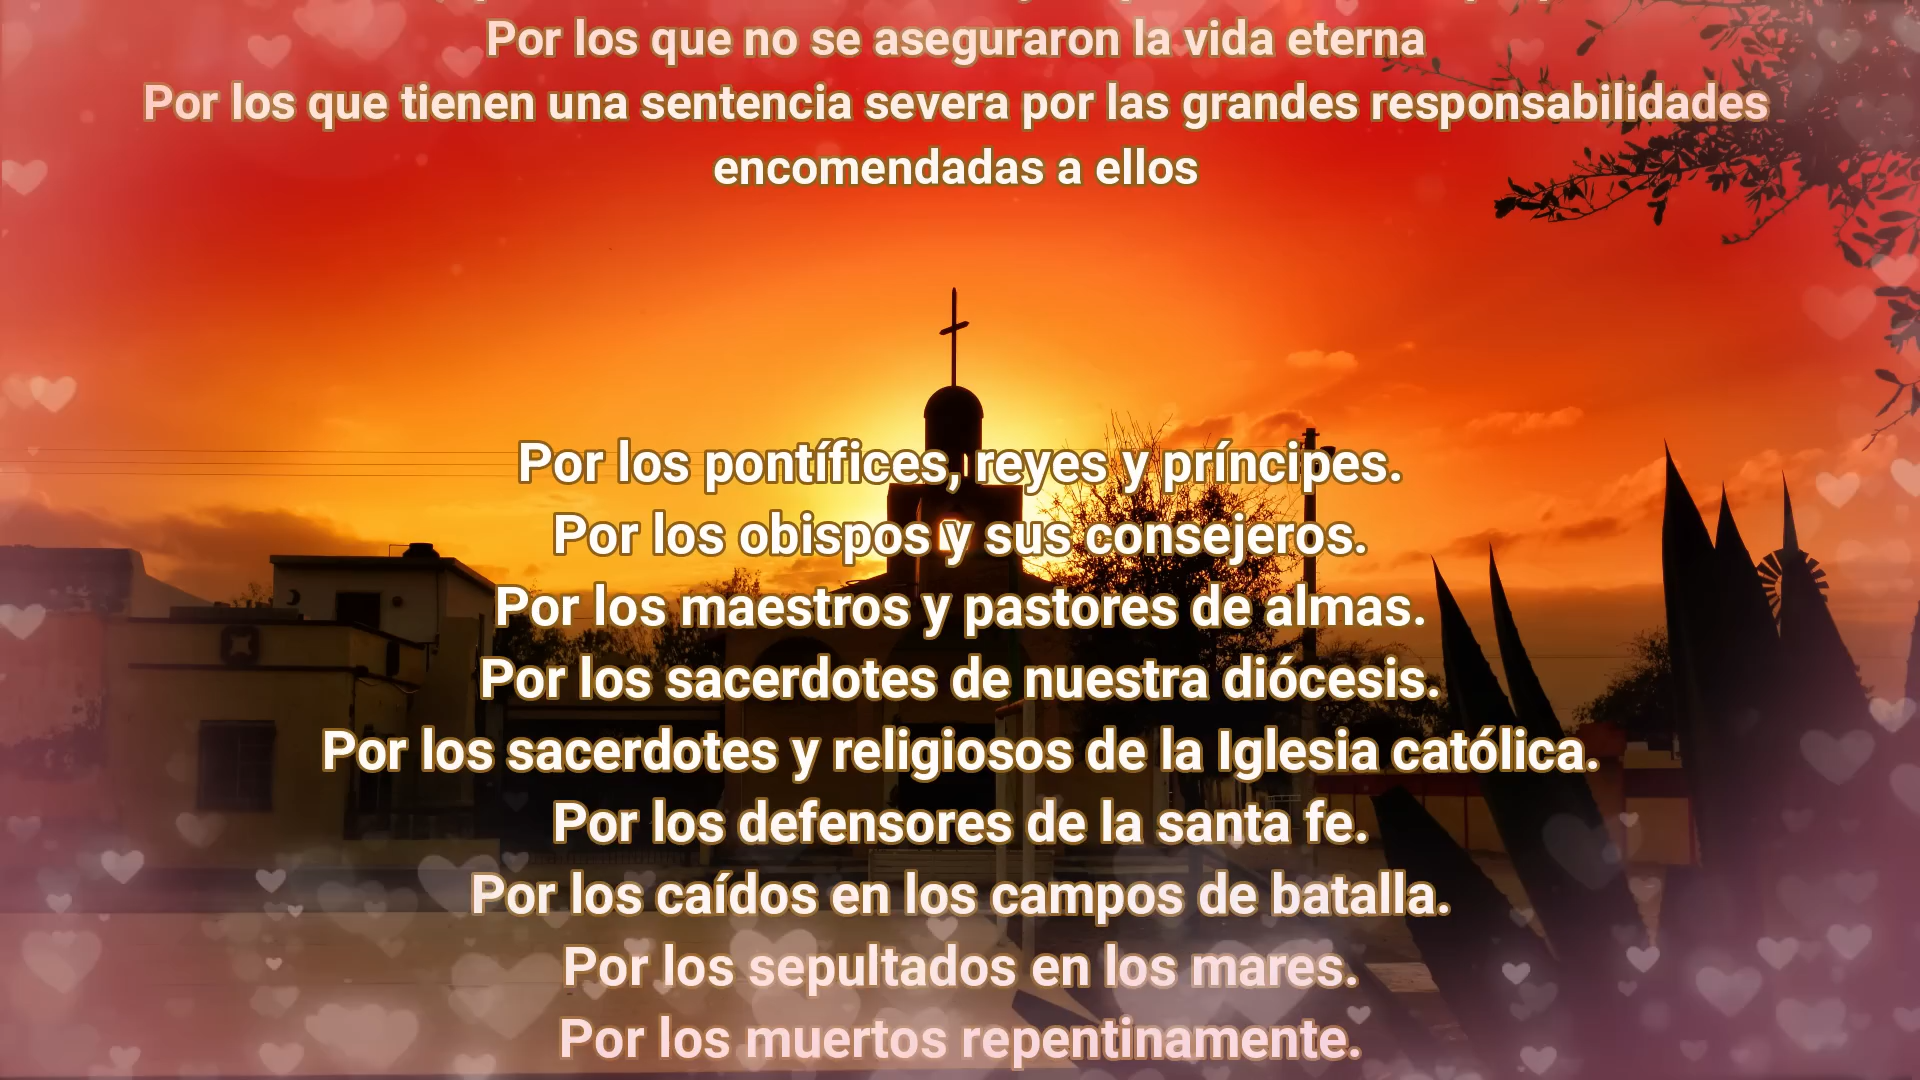 Por los que no se aseguraron la vida eterna
Por los que tienen una sentencia severa por las grandes responsabilidades
encomendadas a ellos
Por los pontífices, reyes y príncipes.
Por los obispos y sus consejeros.
Por los maestros y pastores de almas.
Por los sacerdotes de nuestra diócesis.
Por los sacerdotes y religiosos de la Iglesia católica.
Por los defensores de la santa fe.
Por los caídos en los campos de batalla.
Por los sepultados en los mares.
Por los muertos repentinamente.